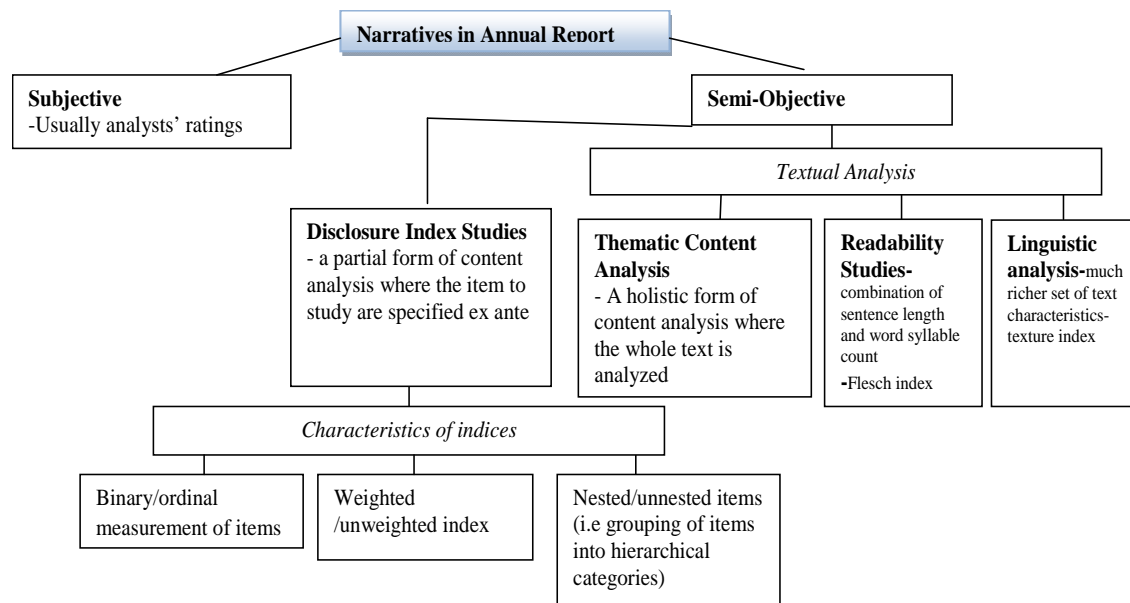 Narratives in Annual Report
Subjective
-Usually analysts’ ratings
Semi-Objective
Textual Analysis
Disclosure Index Studies
- a partial form of content
analysis where the item to
study are specified ex ante
Thematic Content
Analysis
- A holistic form of
content analysis where
the whole text is
analyzed
Readability
Studies-
combination of
sentence length
and word syllable
count
-Flesch index
Linguistic
analysis-much
richer set of text
characteristics-
texture index
Characteristics of indices
Binary/ordinal
measurement of items
Weighted
/unweighted index
Nested/unnested items
(i.e grouping of items
into hierarchical
categories)